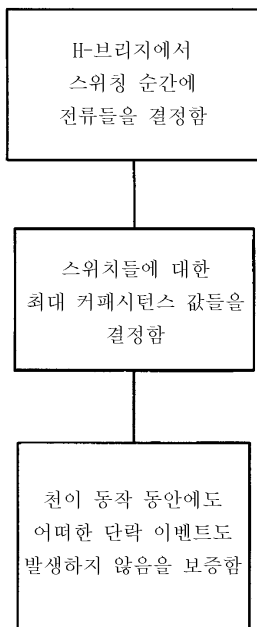 H-브리지에서
스위칭 순간에
전류들을 결정함
스위치들에 대한
최대 커패시턴스 값들을
결정함
천이 동작 동안에도
어떠한 단락 이벤트도
발생하지 않음을 보증함